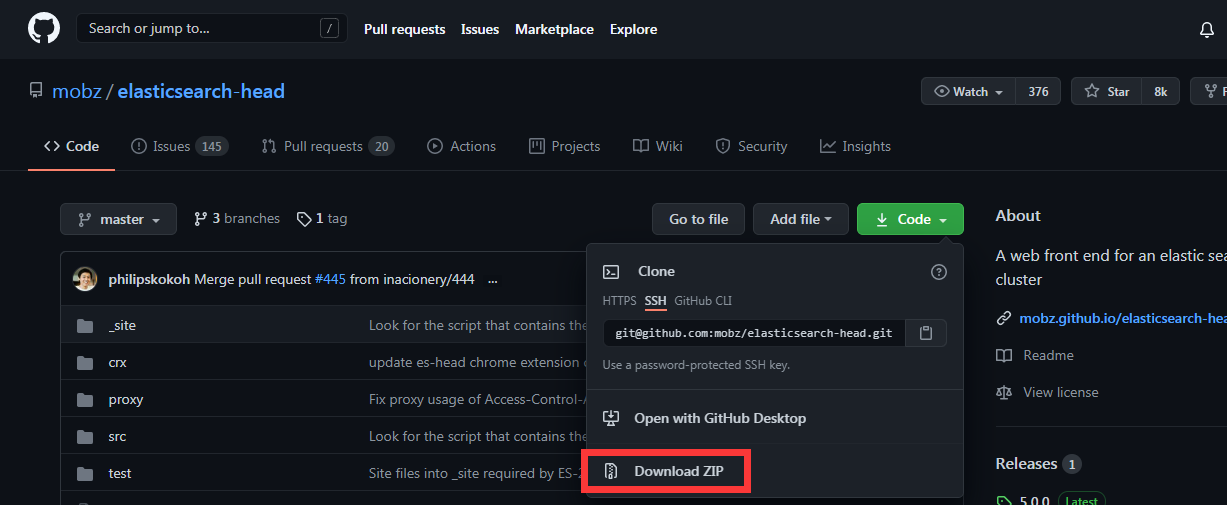 Search or jump to... /
Pull requests Issues Marketplace Explore
mobz / elasticsearch-head
Watch 376 Star 8k
Code Issues 145 Pull requests 20 Actions Projects Wiki Security Insights
master 3 branches 1 tag Go to file Add file Code
About
philipskokoh Merge pull request #445 from inacionery/444 ...
Clone
A web front end for an elastic
cluster
HTTPS SSH GitHub CLI
_site Look for the script that contains
git@github.com:mobz/elasticsearch-head.git
mobz.github.io/elasticsearch
Readme
crx update es-head chrome extension
Use a password-protected SSH key.
View license
proxy Fix proxy usage of Access-Control
Open with GitHub Desktop
src Look for the script that contains
Releases 1
test Site files into _site required by
Download ZIP
5.0.0 Latest